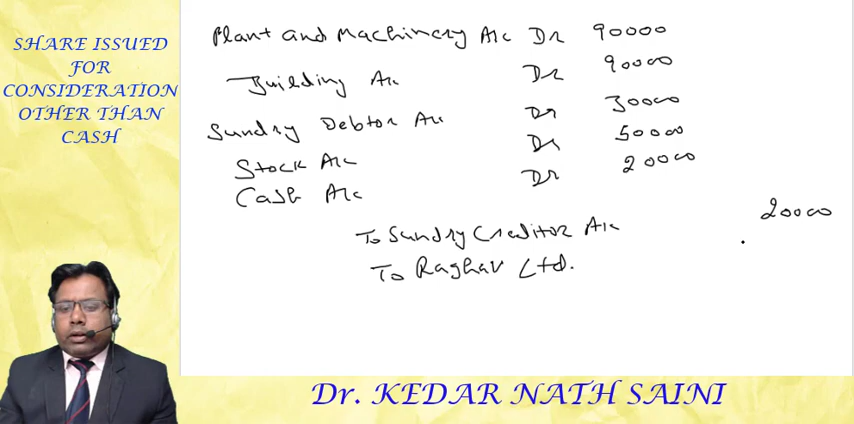 SHARE ISSUED
FOR
CONSIDERATION
OTHER THAN
CASH
Plant and Machinery A/c Dr 90000
Building A/c Dr 90000
Sundry Debtor A/c Dr 30000
Stock A/c Dr 50000
Cash A/c Dr 20000
To Sundry Creditor A/c 20000
To Raghav Ltd.
Dr. KEDAR NATH SAINI